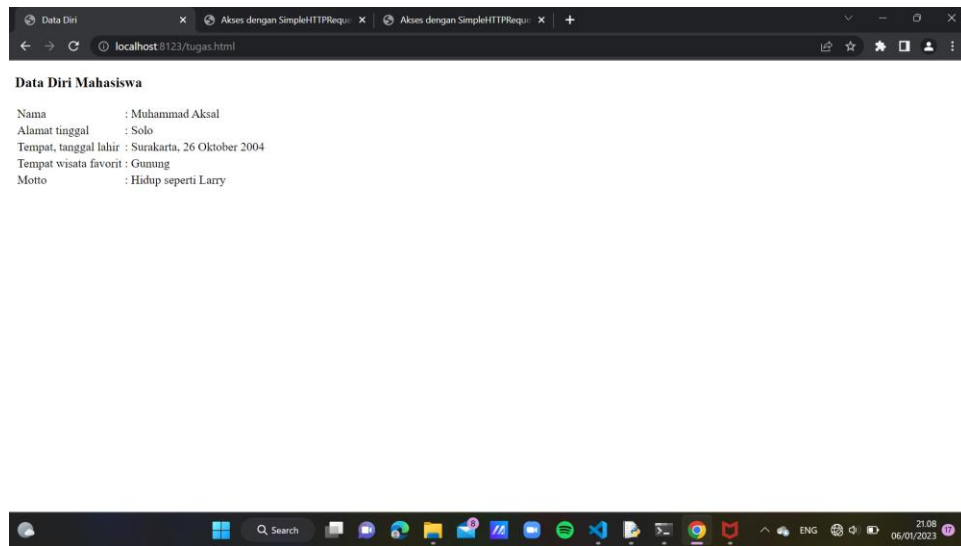 Data Diri
Akses dengan SimpleHTTPReque
Akses dengan SimpleHTTPReque
localhost:8123/tugas.html
Data Diri Mahasiswa
Nama : Muhammad Aksal
Alamat tinggal : Solo
Tempat, tanggal lahir : Surakarta, 26 Oktober 2004
Tempat wisata favorit : Gunung
Motto : Hidup seperti Larry
Search
8
ENG
21.08
06/01/2023
17